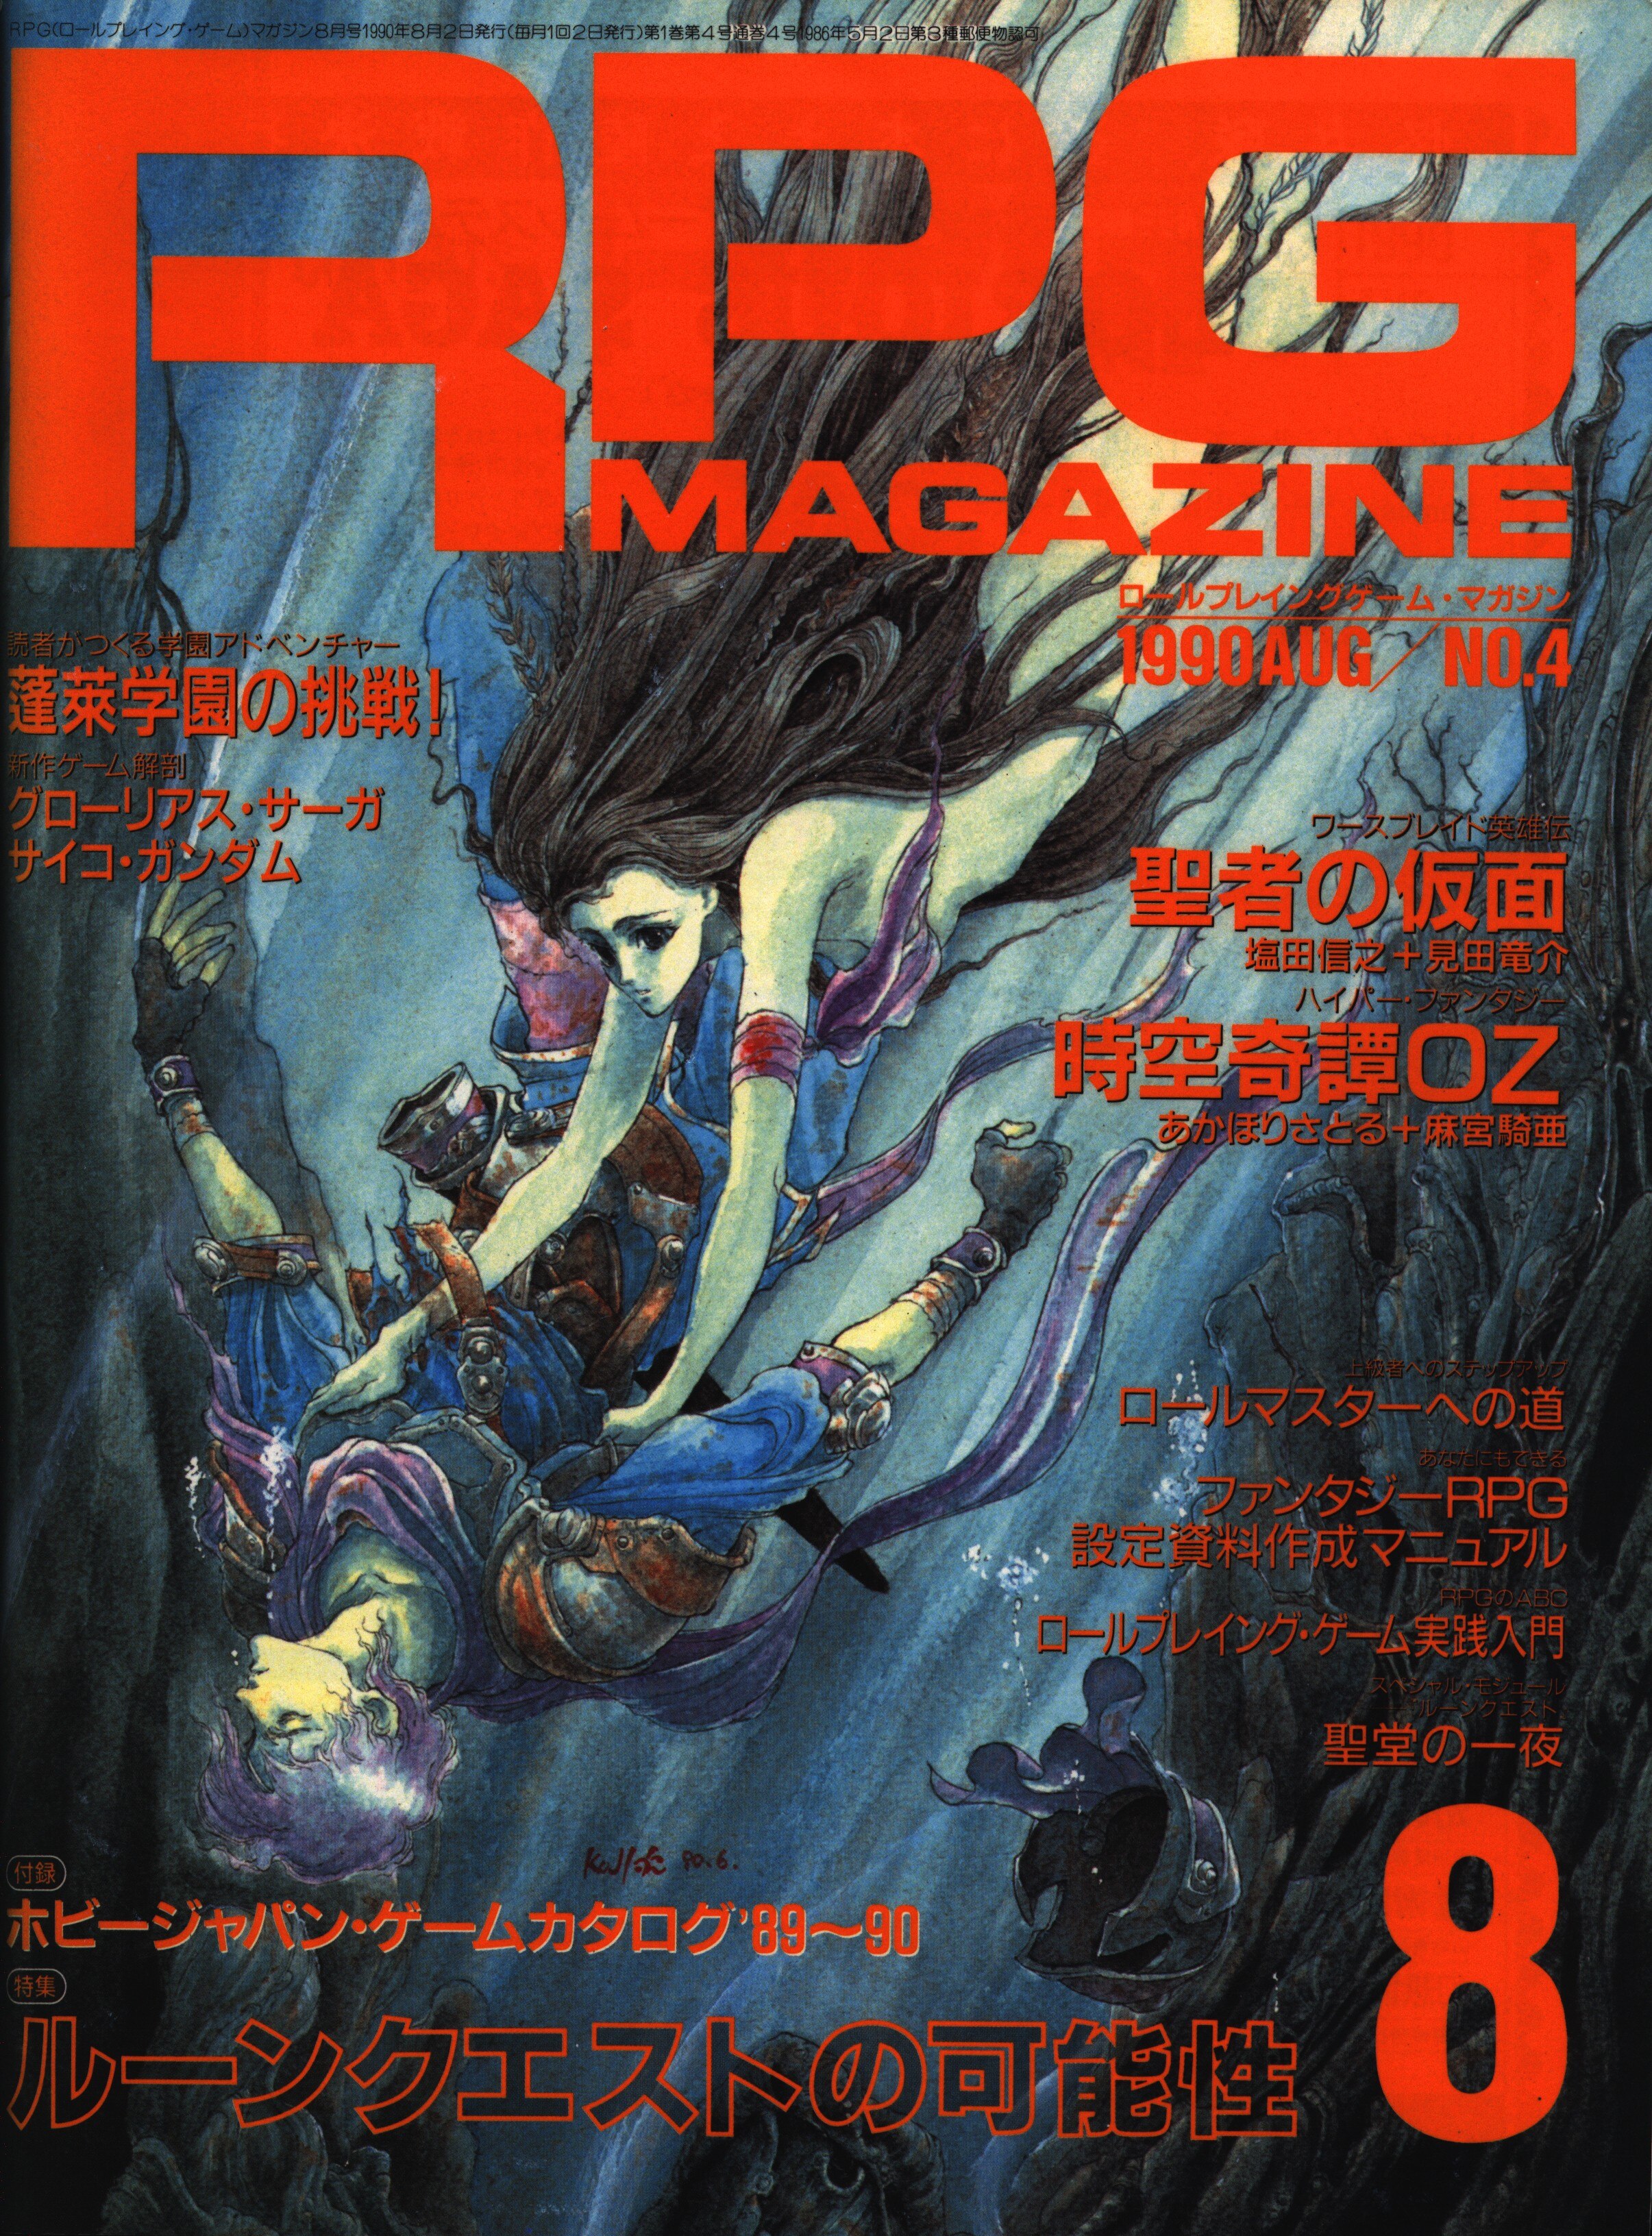 RPG(ロールプレイング・ゲーム)マガジン8月号1990年8月2日発行(毎月1回2日発行)第1巻第4号通巻4号1986年5月2日第3種郵便物認可
RPG
MAGAZINE
ロールプレイングゲーム・マガジン
1990AUG/NO.4
読者がつくる学園アドベンチャー
蓬萊学園の挑戦!
新作ゲーム解剖
グローリアス・サーガ
サイコ・ガンダム
ワースブレイド英雄伝
聖者の仮面
塩田信之+見田竜介
ハイパー・ファンタジー
時空奇譚OZ
あかほりさとる+麻宮騎亜
上級者へのステップアップ
ロールマスターへの道
あなたにもできる
ファンタジーRPG
設定資料作成マニュアル
RPGのABC
ロールプレイング・ゲーム実践入門
スペシャル・モジュール
ルーンクエスト
聖堂の一夜
90.6.
付録
ホビージャパン・ゲームカタログ'89〜90
特集
ルーンクエストの可能性
8